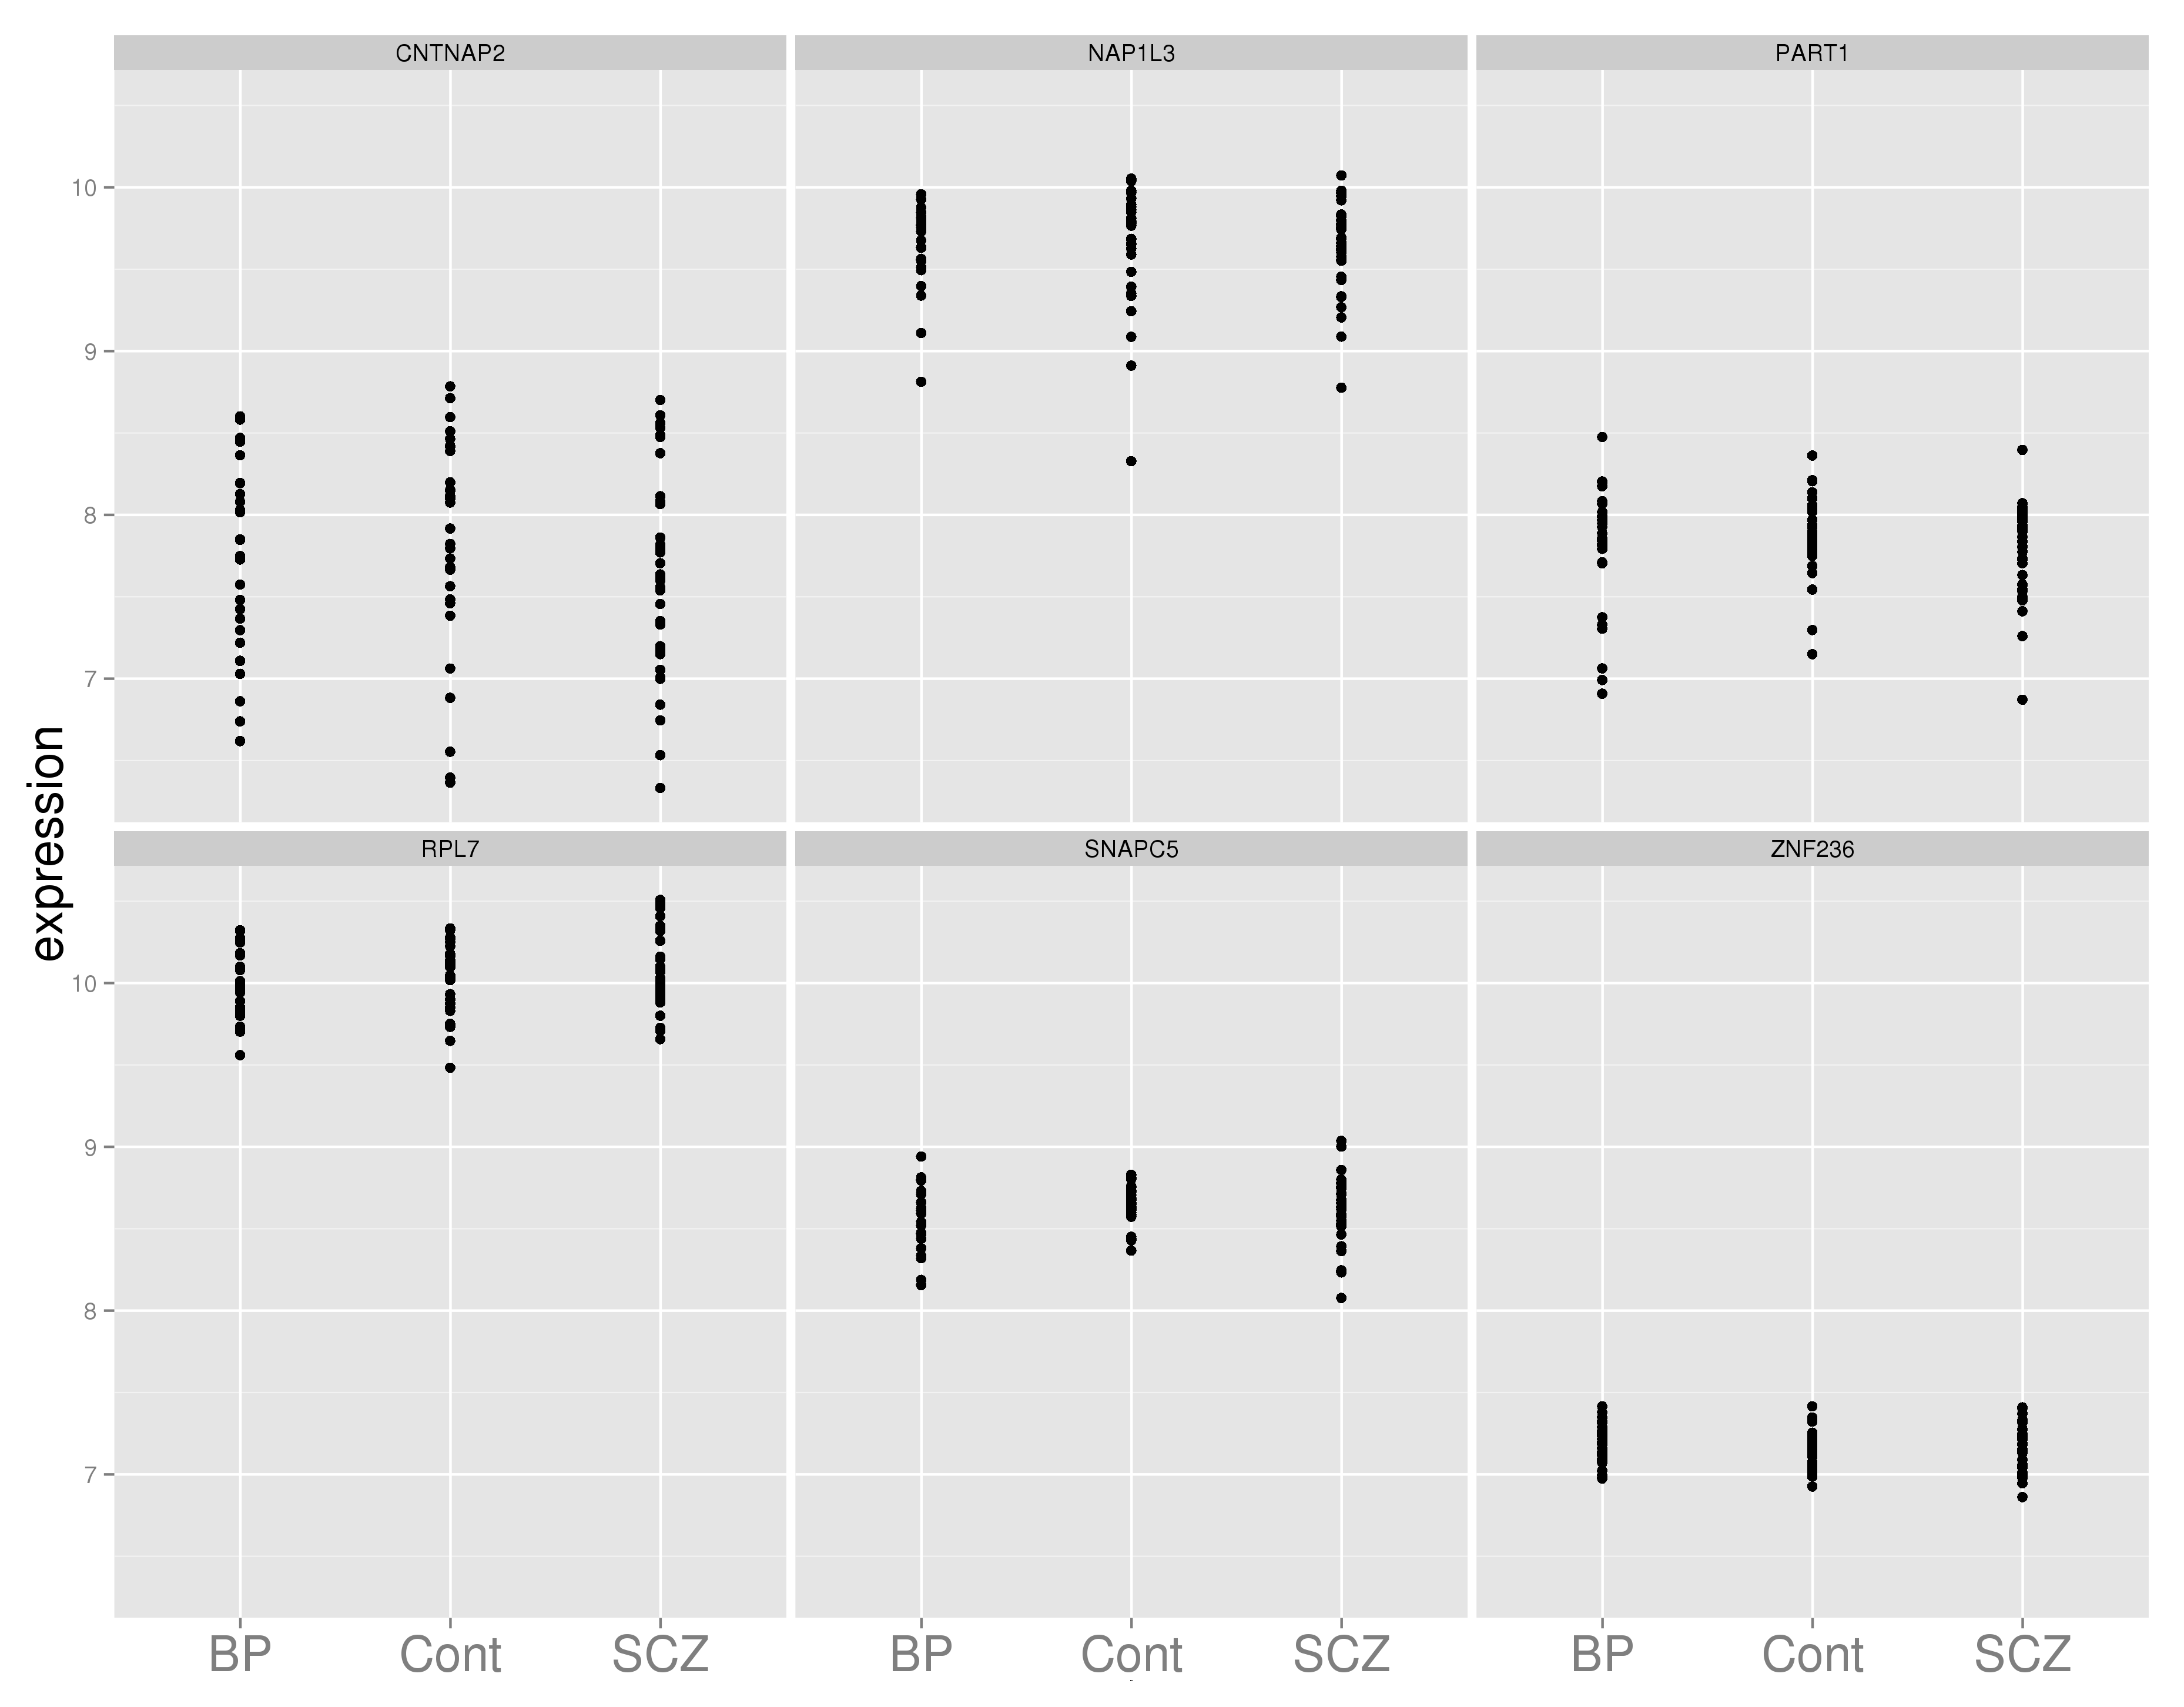 CNTNAP2 NAP1L3 PART1
10
9
8
7
expression
RPL7 SNAPC5 ZNF236
10
9
8
7
BP Cont SCZ BP Cont SCZ BP Cont SCZ